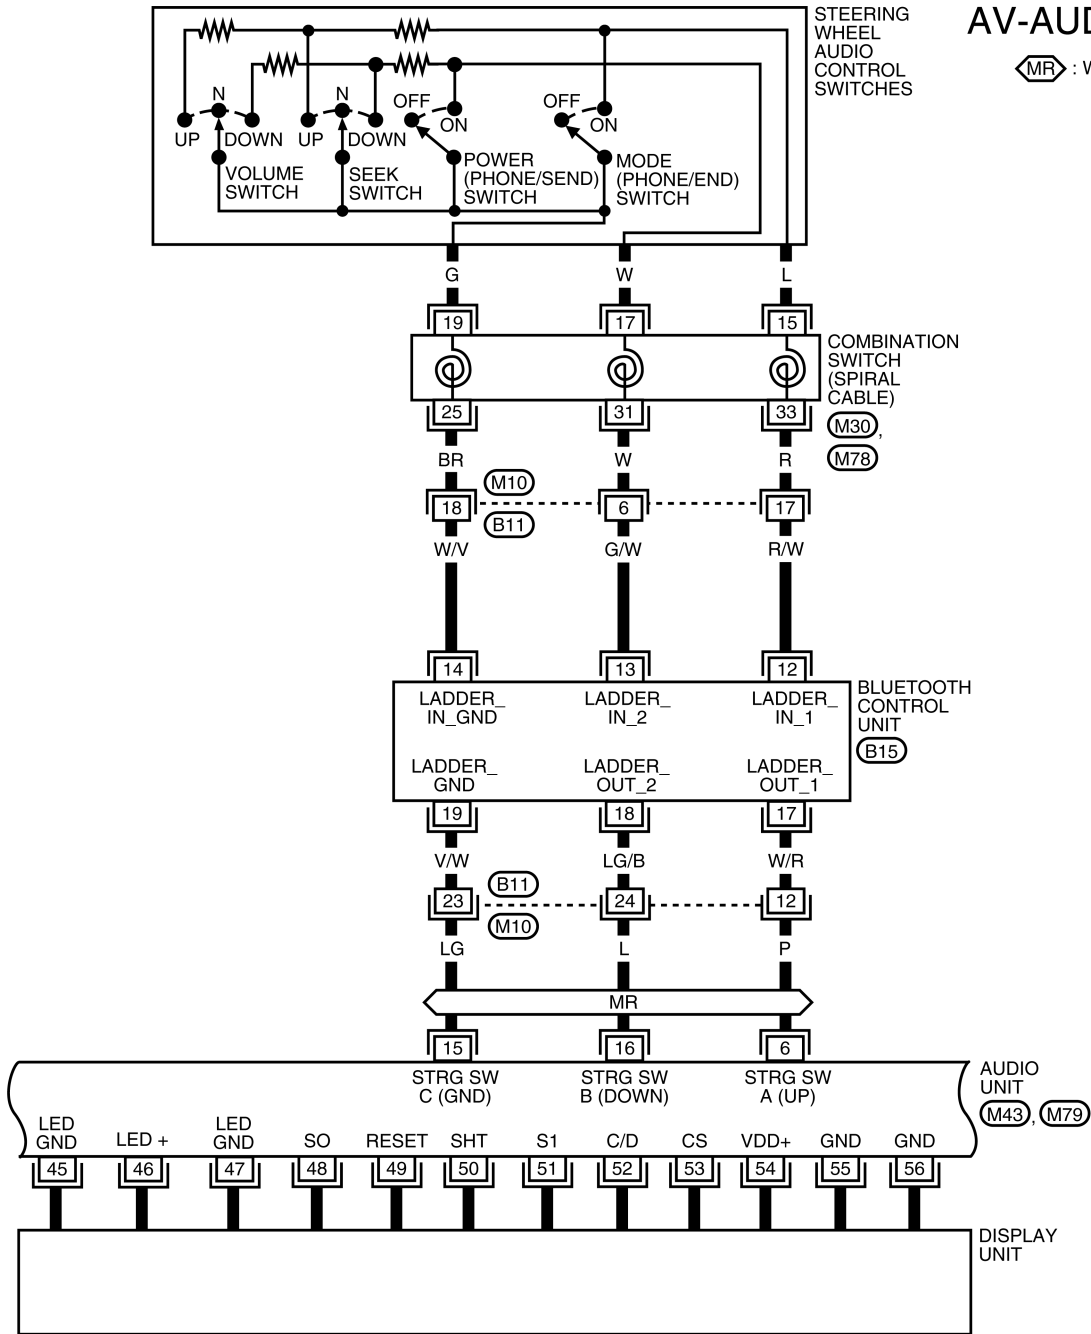 AV-AUD
STEERING
WHEEL
AUDIO
CONTROL
SWITCHES
MR : W
N N OFF OFF
UP DOWN UP DOWN ON ON
VOLUME
SWITCH
SEEK
SWITCH
POWER
(PHONE/SEND)
SWITCH
MODE
(PHONE/END)
SWITCH
G W L
19 17 15
COMBINATION
SWITCH
(SPIRAL
CABLE)
M30,
M78
25 31 33
BR W R
M10
18 6 17
B11
W/V G/W R/W
14 13 12
LADDER_
IN_GND
LADDER_
IN_2
LADDER_
IN_1
BLUETOOTH
CONTROL
UNIT
B15
LADDER_
GND
LADDER_
OUT_2
LADDER_
OUT_1
19 18 17
V/W LG/B W/R
B11
23 24 12
M10
LG L P
MR
15 16 6
STRG SW
C (GND)
STRG SW
B (DOWN)
STRG SW
A (UP)
AUDIO
UNIT
M43, M79
LED
GND
LED +
LED
GND
SO RESET SHT S1 C/D CS VDD+ GND GND
45 46 47 48 49 50 51 52 53 54 55 56
DISPLAY
UNIT